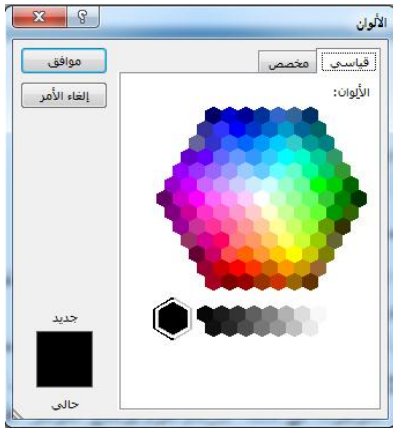 الألوان
قياسي
مخصص
الألوان:
موافق
إلغاء الأمر
جديد
حالي